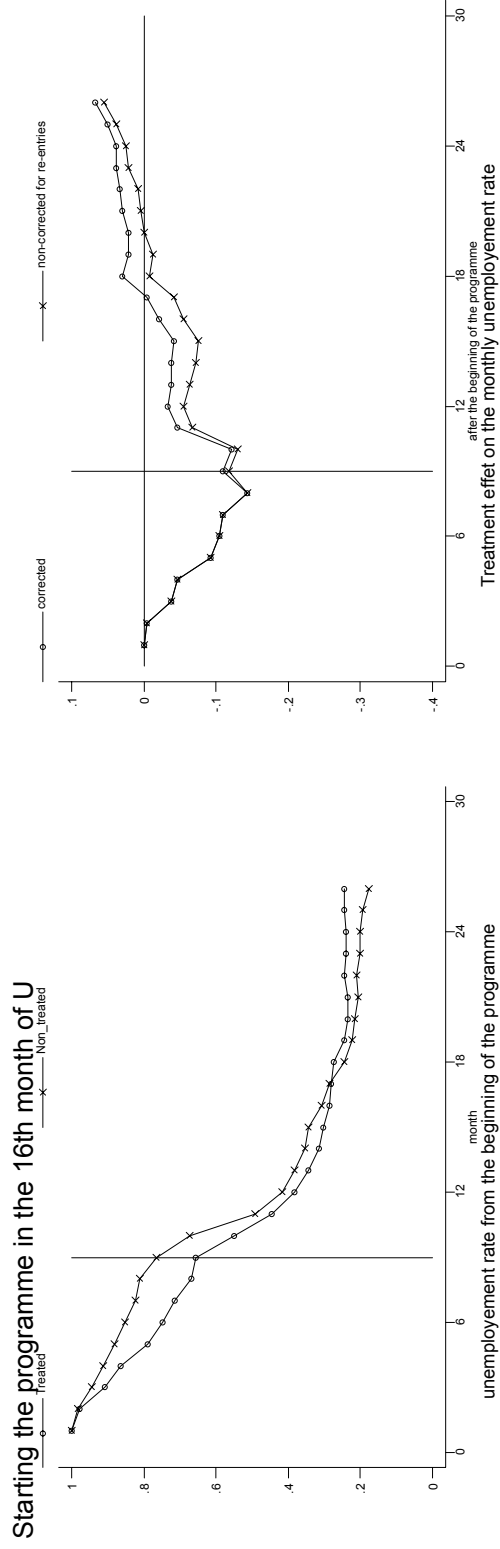 Starting the programme in the 16th month of U
Treated
Non_treated
1
.8
.6
.4
.2
0
0
6
12
18
24
30
month
unemployement rate from the beginning of the programme
corrected
non-corrected for re-entries
.1
0
-.1
-.2
-.3
-.4
0
6
12
18
24
30
after the beginning of the programme
Treatment effet on the monthly unemployement rate